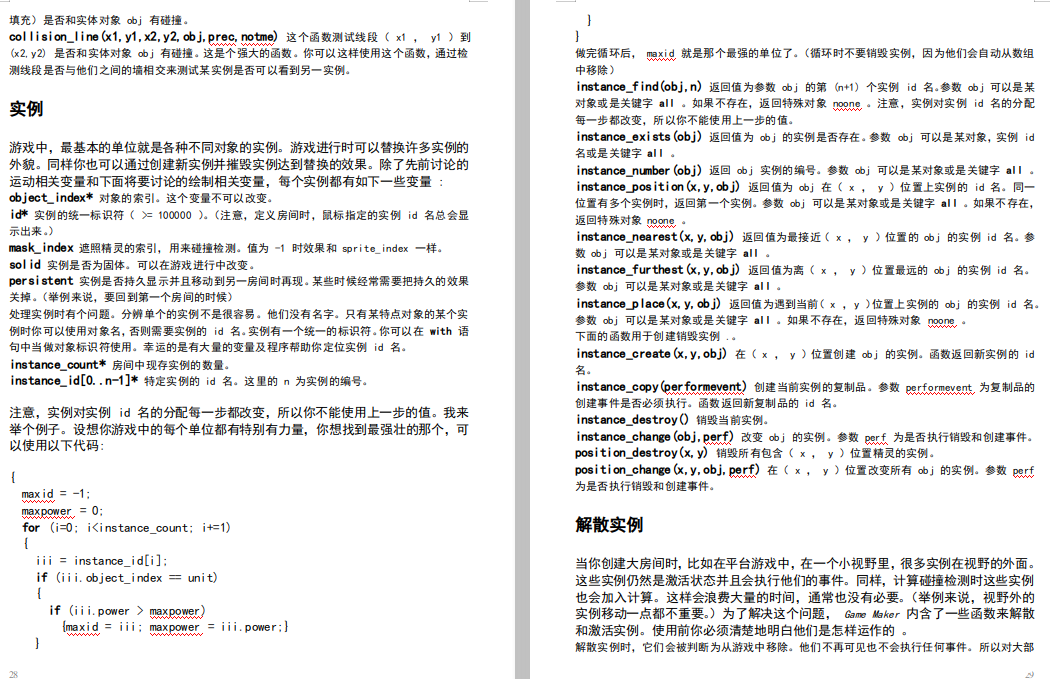 填充）是否和实体对象 obj 有碰撞。
collision_line(x1,y1,x2,y2,obj,prec,notme) 这个函数测试线段（ x1 , y1 ）到
(x2,y2) 是否和实体对象 obj 有碰撞。这是个强大的函数。你可以这样使用这个函数，通过检
测线段是否与他们之间的墙相交来测试某实例是否可以看到另一实例。
实例
游戏中，最基本的单位就是各种不同对象的实例。游戏进行时可以替换许多实例的
外貌。同样你也可以通过创建新实例并摧毁实例达到替换的效果。除了先前讨论的
运动相关变量和下面将要讨论的绘制相关变量，每个实例都有如下一些变量 :
object_index* 对象的索引。这个变量不可以改变。
id* 实例的统一标识符（ >= 100000 ）。（注意，定义房间时，鼠标指定的实例 id 名总会显
示出来。）
mask_index 遮照精灵的索引，用来碰撞检测。值为 -1 时效果和 sprite_index 一样。
solid 实例是否为固体。可以在游戏进行中改变。
persistent 实例是否持久显示并且移动到另一房间时再现。某些时候经常需要把持久的效果
关掉。（举例来说，要回到第一个房间的时候）
处理实例时有个问题。分辨单个的实例不是很容易。他们没有名字。只有某特点对象的某个实
例时你可以使用对象名，否则需要实例的 id 名。实例有一个统一的标识符。你可以在 with 语
句中当做对象标识符使用。幸运的是有大量的变量及程序帮助你定位实例 id 名。
instance_count* 房间中现存实例的数量。
instance_id[0..n-1]* 特定实例的 id 名。这里的 n 为实例的编号。
注意，实例对实例 id 名的分配每一步都改变，所以你不能使用上一步的值。我来
举个例子。设想你游戏中的每个单位都有特别有力量，你想找到最强壮的那个，可
以使用以下代码:
{
maxid = -1;
maxpower = 0;
for (i=0; i<instance_count; i+=1)
{
iii = instance_id[i];
if (iii.object_index == unit)
{
if (iii.power > maxpower)
{maxid = iii; maxpower = iii.power;}
}
28
}
}
做完循环后， maxid 就是那个最强的单位了。（循环时不要销毁实例，因为他们会自动从数组
中移除）
instance_find(obj,n) 返回值为参数 obj 的第 (n+1) 个实例 id 名。参数 obj 可以是某
对象或是关键字 all 。如果不存在，返回特殊对象 noone 。注意，实例对实例 id 名的分配
每一步都改变，所以你不能使用上一步的值。
instance_exists(obj) 返回值为 obj 的实例是否存在。参数 obj 可以是某对象，实例 id
名或是关键字 all 。
instance_number(obj) 返回 obj 实例的编号。参数 obj 可以是某对象或是关键字 all 。
instance_position(x,y,obj) 返回值为 obj 在（ x , y ）位置上实例的 id 名。同一
位置有多个实例时，返回第一个实例。参数 obj 可以是某对象或是关键字 all 。如果不存在，
返回特殊对象 noone 。
instance_nearest(x,y,obj) 返回值为最接近（ x , y ）位置的 obj 的实例 id 名。参
数 obj 可以是某对象或是关键字 all 。
instance_furthest(x,y,obj) 返回值为离（ x , y ）位置最远的 obj 的实例 id 名。
参数 obj 可以是某对象或是关键字 all 。
instance_place(x,y,obj) 返回值为遇到当前（ x , y ）位置上实例的 obj 的实例 id 名。
参数 obj 可以是某对象或是关键字 all 。如果不存在，返回特殊对象 noone 。
下面的函数用于创建销毁实例 .。
instance_create(x,y,obj) 在（ x , y ）位置创建 obj 的实例。函数返回新实例的 id
名。
instance_copy(performevent) 创建当前实例的复制品。参数 performevent 为复制品的
创建事件是否必须执行。函数返回新复制品的 id 名。
instance_destroy() 销毁当前实例。
instance_change(obj,perf) 改变 obj 的实例。参数 perf 为是否执行销毁和创建事件。
position_destroy(x,y) 销毁所有包含（ x , y ）位置精灵的实例。
position_change(x,y,obj,perf) 在（ x , y ）位置改变所有 obj 的实例。参数 perf
为是否执行销毁和创建事件。
解散实例
当你创建大房间时，比如在平台游戏中，在一个小视野里，很多实例在视野的外面。
这些实例仍然是激活状态并且会执行他们的事件。同样，计算碰撞检测时这些实例
也会加入计算。这样会浪费大量的时间，通常也没有必要。（举例来说，视野外的
实例移动一点都不重要。）为了解决这个问题， Game Maker 内含了一些函数来解散
和激活实例。使用前你必须清楚地明白他们是怎样运作的 。
解散实例时，它们会被判断为从游戏中移除。他们不再可见也不会执行任何事件。所以对大部
29